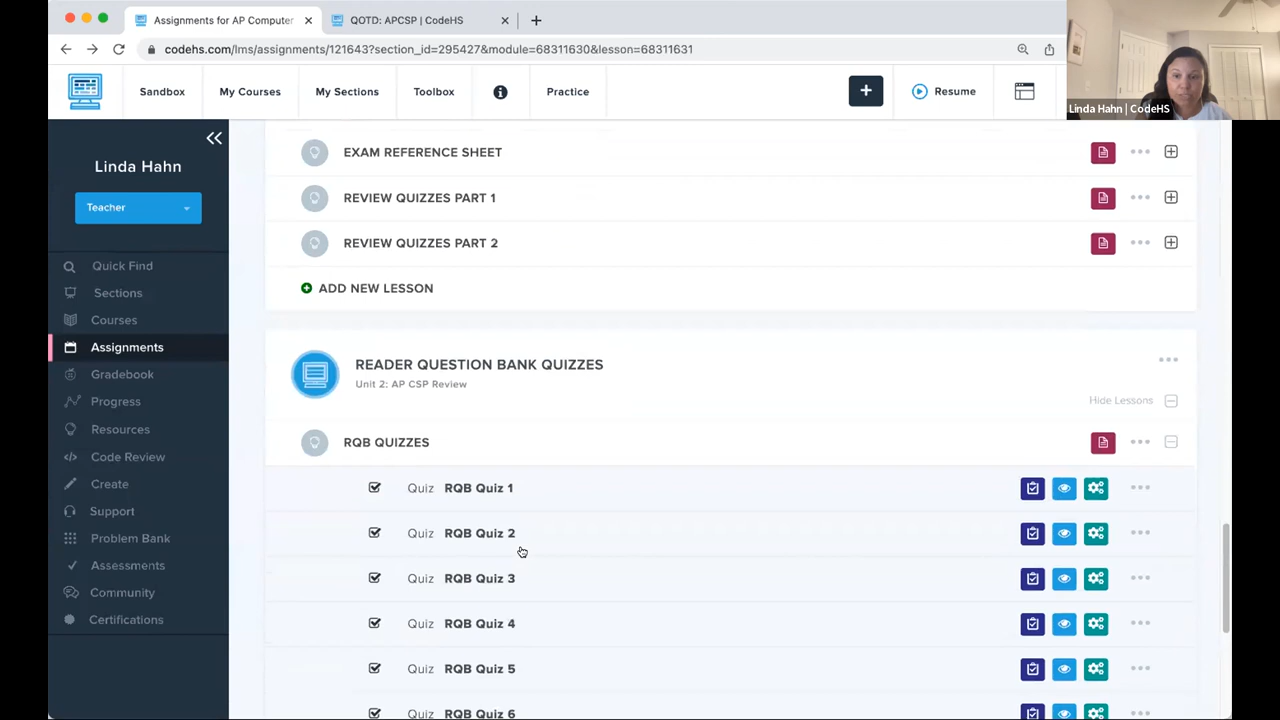 Assignments for AP Computer
QOTD: APCSP | CodeHS
codehs.com/lms/assignments/121643?section_id=295427&module=68311630&lesson=68311631
Sandbox
My Courses
My Sections
Toolbox
Practice
Resume
Linda Hahn | CodeHS
Linda Hahn
Teacher
Quick Find
Sections
Courses
Assignments
Gradebook
Progress
Resources
Code Review
Create
Support
Problem Bank
Assessments
Community
Certifications
EXAM REFERENCE SHEET
REVIEW QUIZZES PART 1
REVIEW QUIZZES PART 2
ADD NEW LESSON
READER QUESTION BANK QUIZZES
Unit 2: AP CSP Review
Hide Lessons
RQB QUIZZES
Quiz RQB Quiz 1
Quiz RQB Quiz 2
Quiz RQB Quiz 3
Quiz RQB Quiz 4
Quiz RQB Quiz 5
Quiz RQB Quiz 6